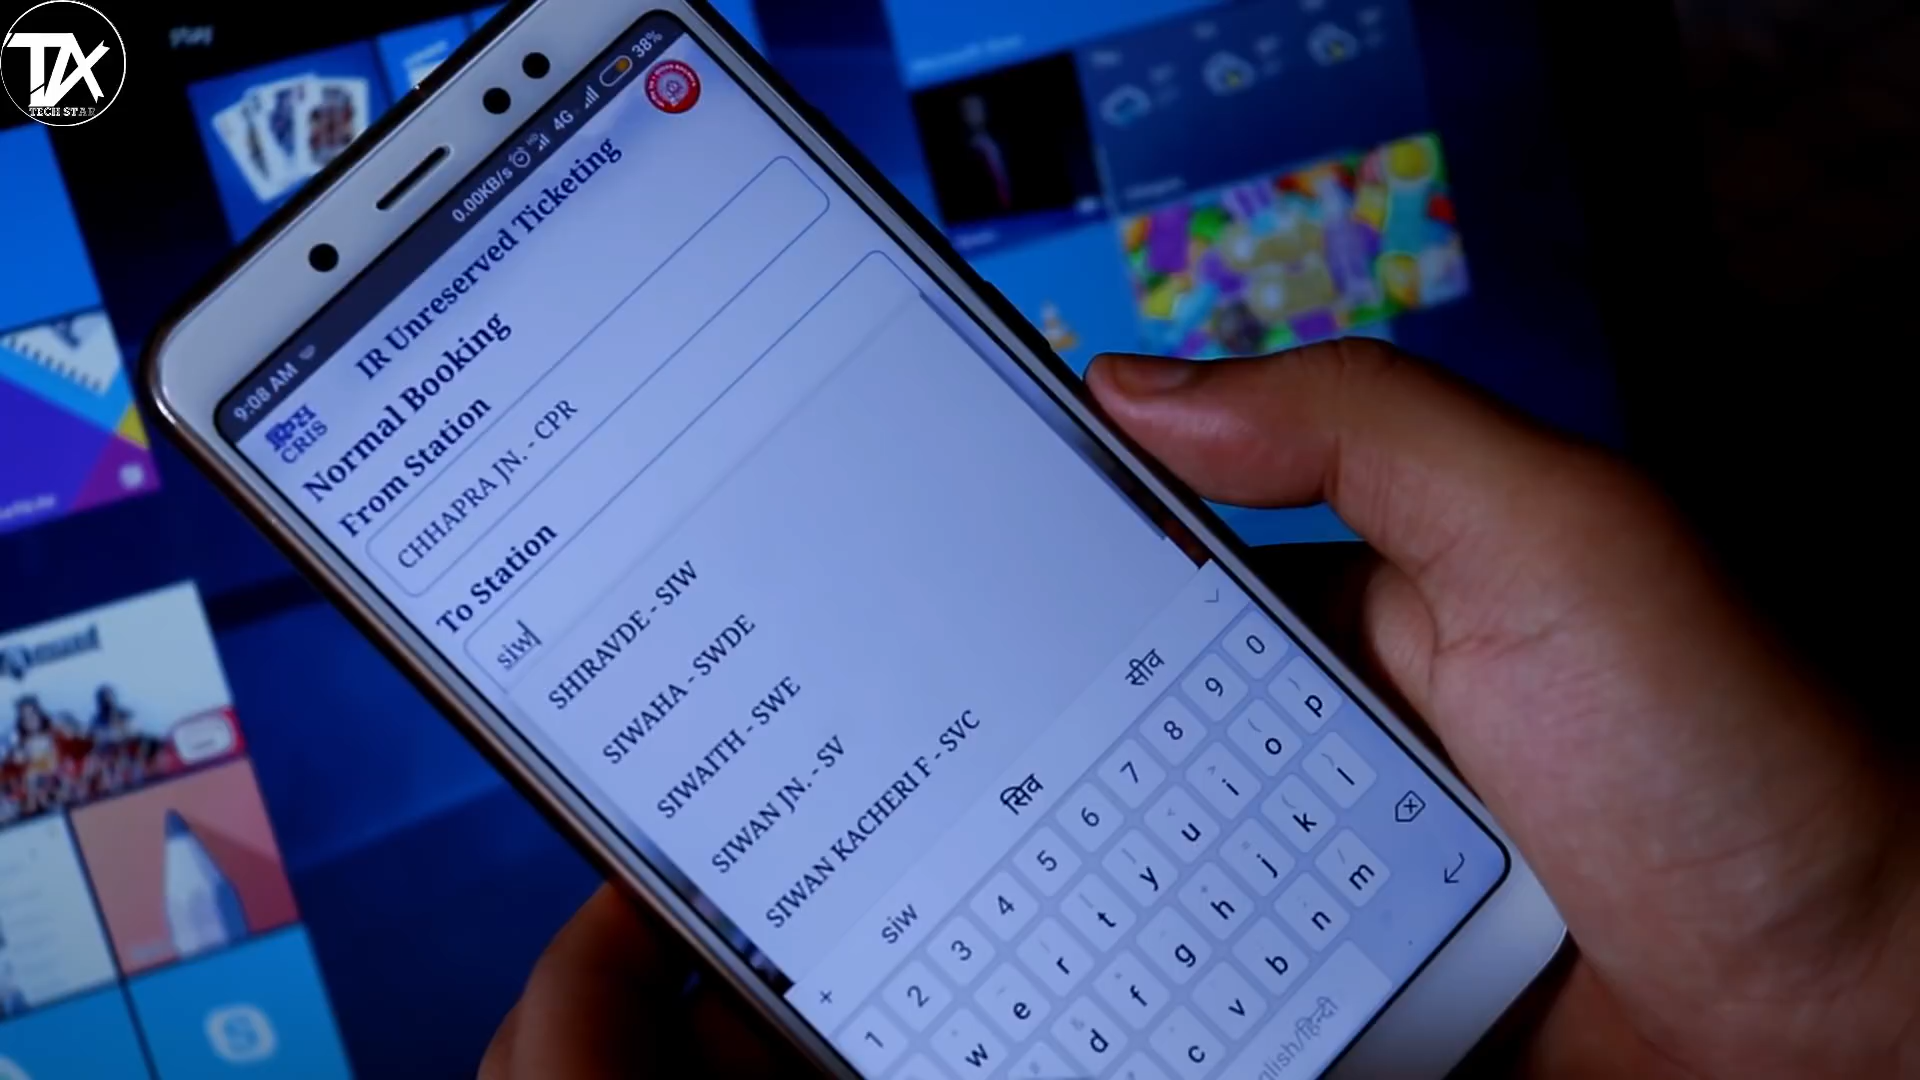 TX
TECH STAR
9:08 AM
0.00KB/s
HD
4G
38%
CRIS
IR Unreserved Ticketing
Normal Booking
From Station
CHHAPRA JN. - CPR
To Station
siw
SHIRAVDE - SIW
SIWAHA - SWDE
SIWAITH - SWE
SIWAN JN. - SV
SIWAN KACHERI F - SVC
+ siw सिव सीव
1 2 3 4 5 6 7 8 9 0
w e r t y u i o p
d f g h j k l
c v b n m
glish/हिन्दी
S